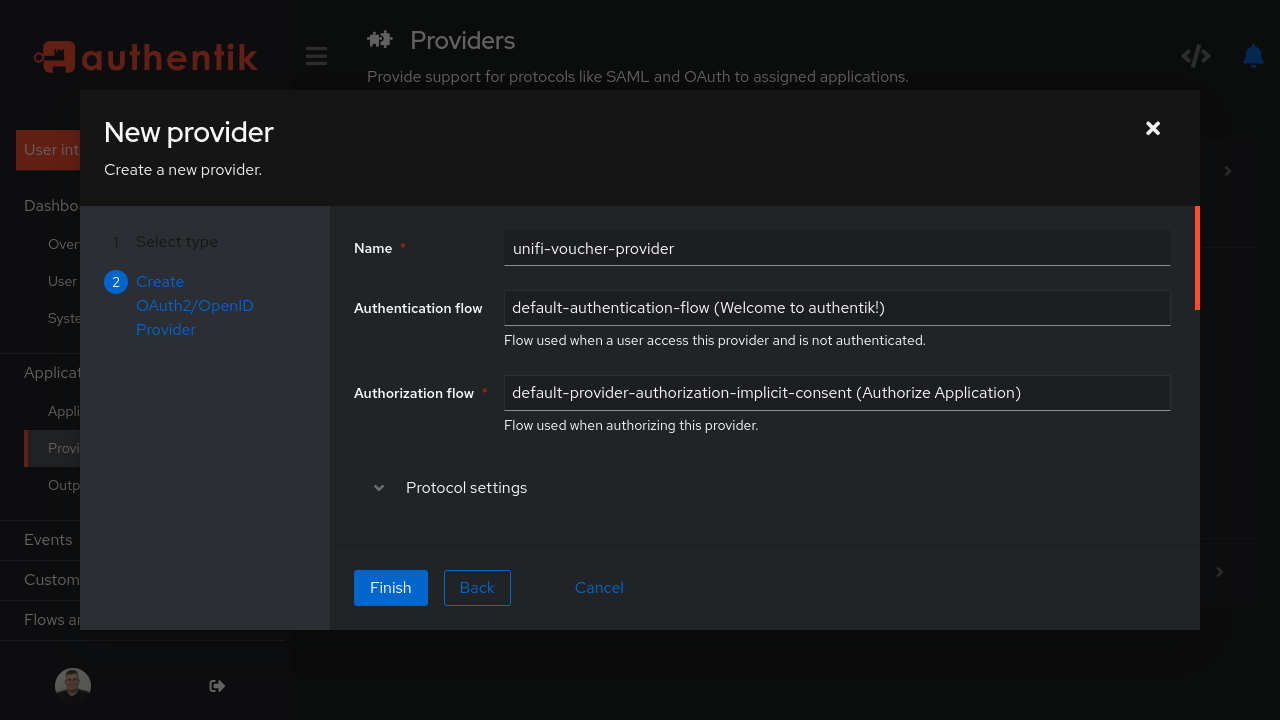 authentik
Providers
Provide support for protocols like SAML and OAuth to assigned applications.
New provider
Create a new provider.
User int
Dashbo
Over
User
Syste
Applicat
Appli
Provi
Outp
Events
Custom
Flows ar
1 Select type
2 Create
OAuth2/OpenID
Provider
Name *
unifi-voucher-provider
Authentication flow
default-authentication-flow (Welcome to authentik!)
Flow used when a user access this provider and is not authenticated.
Authorization flow *
default-provider-authorization-implicit-consent (Authorize Application)
Flow used when authorizing this provider.
Protocol settings
Finish
Back
Cancel